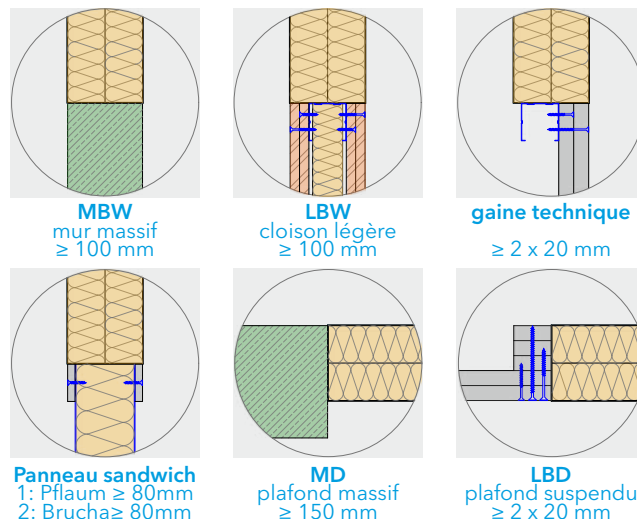 MBW
mur massif
≥ 100 mm
LBW
cloison légère
≥ 100 mm
gaine technique
≥ 2 x 20 mm
Panneau sandwich
1: Pflaum ≥ 80mm
2: Brucha≥ 80mm
MD
plafond massif
≥ 150 mm
LBD
plafond suspendu
≥ 2 x 20 mm